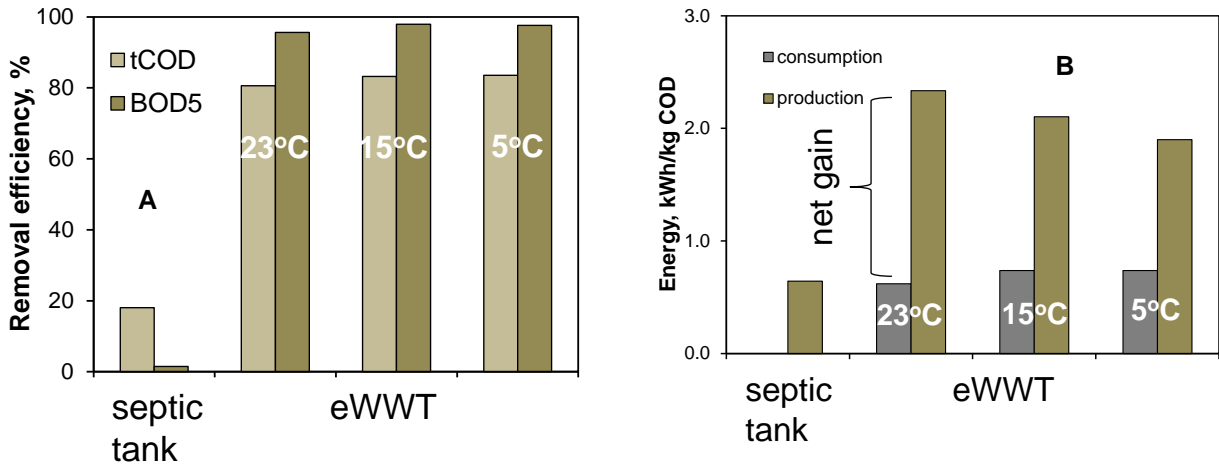 Removal efficiency, %
100
80
60
40
20
0
tCOD
BOD5
23°C
15°C
5°C
A
septic
tank
eWWT
Energy, kWh/kg COD
3.0
2.0
1.0
0.0
consumption
production
B
net gain
23°C
15°C
5°C
septic
tank
eWWT